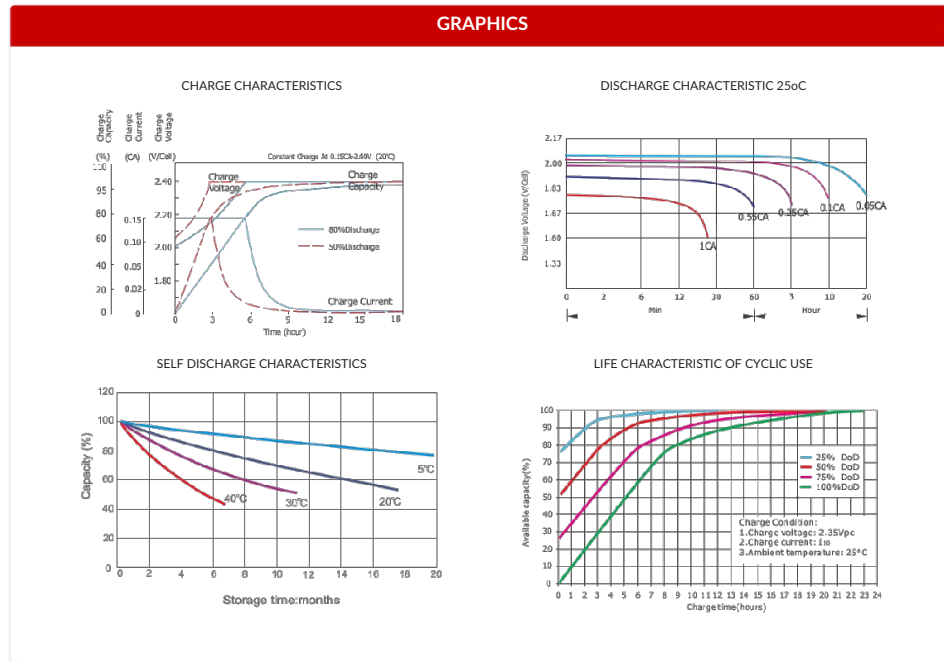 GRAPHICS
CHARGE CHARACTERISTICS
Charge Capacity
Charge Current
Charge Voltage
(%) (CA) (V/Cell)
Constant Charge At 0.15CA-2.40V (20℃)
95
80
60
40
20
0
0.15
0.10
0.05
0.02
0
2.40
2.20
2.00
1.80
Charge Voltage
Charge Capacity
80%Discharge
50%Discharge
Charge Current
0 3 6 9 12 15 18
Time (hour)
DISCHARGE CHARACTERISTIC 25oC
Discharge Voltage (V/Cell)
2.17
2.00
1.83
1.67
1.60
1.33
1CA
0.55CA
0.25CA
0.1CA
0.05CA
0 2 6 12 30 60 3 10 20
Min Hour
SELF DISCHARGE CHARACTERISTICS
Capacity (%)
120
100
80
60
40
20
0
5℃
20℃
30℃
40℃
0 2 4 6 8 10 12 14 16 18 20
Storage time:months
LIFE CHARACTERISTIC OF CYCLIC USE
Available capacity(%)
100
90
80
70
60
50
40
30
20
10
0
25% DoD
50% DoD
75% DoD
100%DoD
Charge Condition:
1.Charge voltage: 2.35Vpc
2.Charge current: I10
3.Ambient temperature: 25°C
0 1 2 3 4 5 6 7 8 9 10 11 12 13 14 15 16 17 18 19 20 21 22 23 24
Charge time(hours)